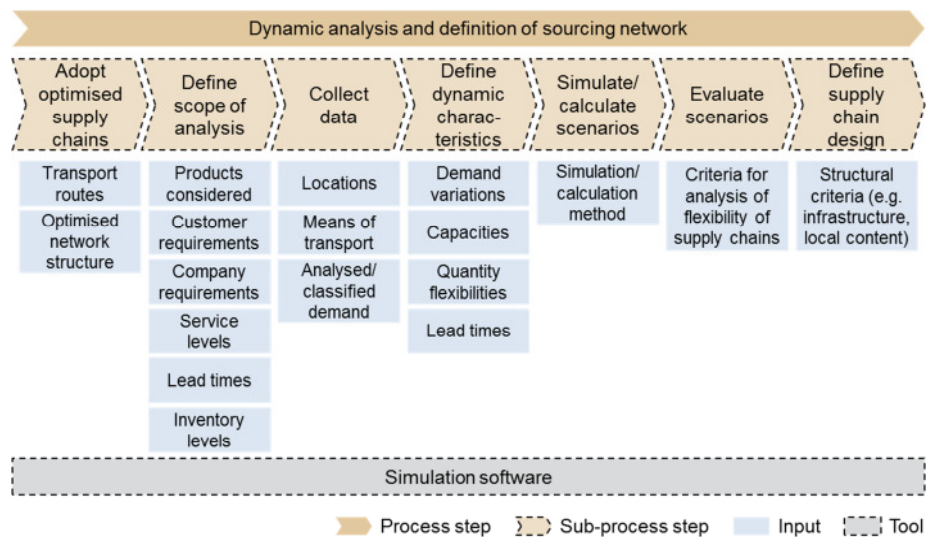 Dynamic analysis and definition of sourcing network
Adopt
optimised
supply
chains
Define
scope of
analysis
Collect
data
Define
dynamic
charac-
teristics
Simulate/
calculate
scenarios
Evaluate
scenarios
Define
supply
chain
design
Transport
routes
Optimised
network
structure
Products
considered
Customer
requirements
Company
requirements
Service
levels
Lead times
Inventory
levels
Locations
Means of
transport
Analysed/
classified
demand
Demand
variations
Capacities
Quantity
flexibilities
Lead times
Simulation/
calculation
method
Criteria for
analysis of
flexibility of
supply chains
Structural
criteria (e.g.
infrastructure,
local content)
Simulation software
Process step
Sub-process step
Input
Tool